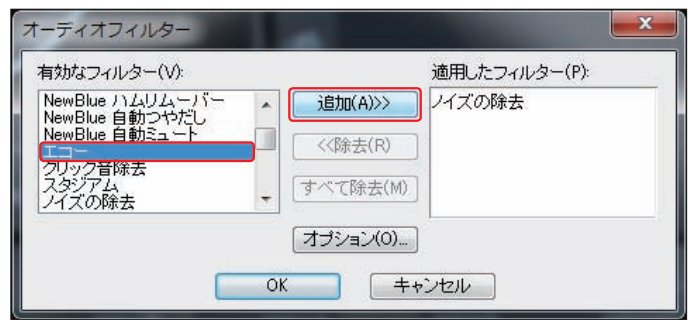 オーディオフィルター
有効なフィルター(V):
NewBlue ハムリムーバー
NewBlue 自動つやだし
NewBlue 自動ミュート
エコー
クリック音除去
スタジアム
ノイズの除去
追加(A)>>
<<除去(R)
すべて除去(M)
オプション(O)...
適用したフィルター(P):
ノイズの除去
OK
キャンセル